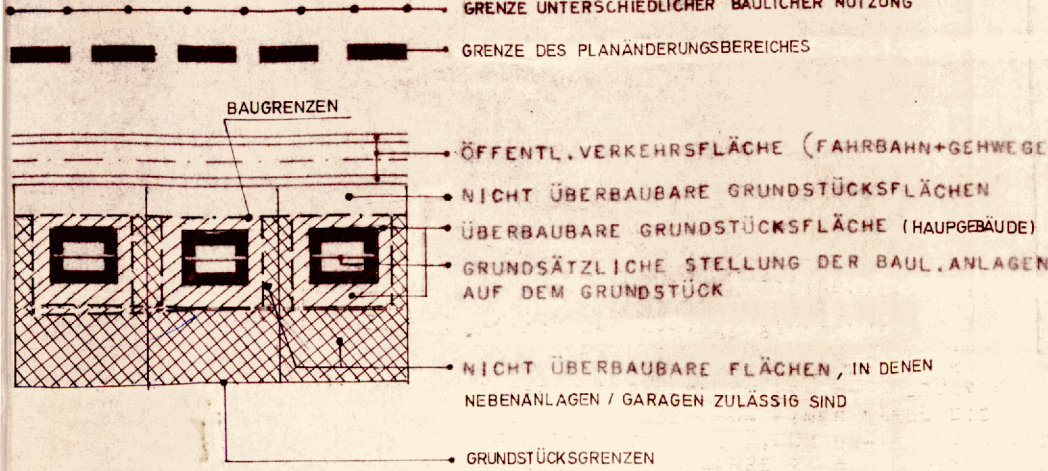 GRENZE UNTERSCHIEDLICHER BAULICHER NUTZUNG
GRENZE DES PLANÄNDERUNGSBEREICHES
BAUGRENZEN
ÖFFENTL. VERKEHRSFLÄCHE (FAHRBAHN+GEHWEGE
NICHT ÜBERBAUBARE GRUNDSTÜCKSFLÄCHEN
ÜBERBAUBARE GRUNDSTÜCKSFLÄCHE (HAUPGEBÄUDE)
GRUNDSÄTZLICHE STELLUNG DER BAUL. ANLAGEN
AUF DEM GRUNDSTÜCK
NICHT ÜBERBAUBARE FLÄCHEN, IN DENEN
NEBENANLAGEN / GARAGEN ZULÄSSIG SIND
GRUNDSTÜCKSGRENZEN